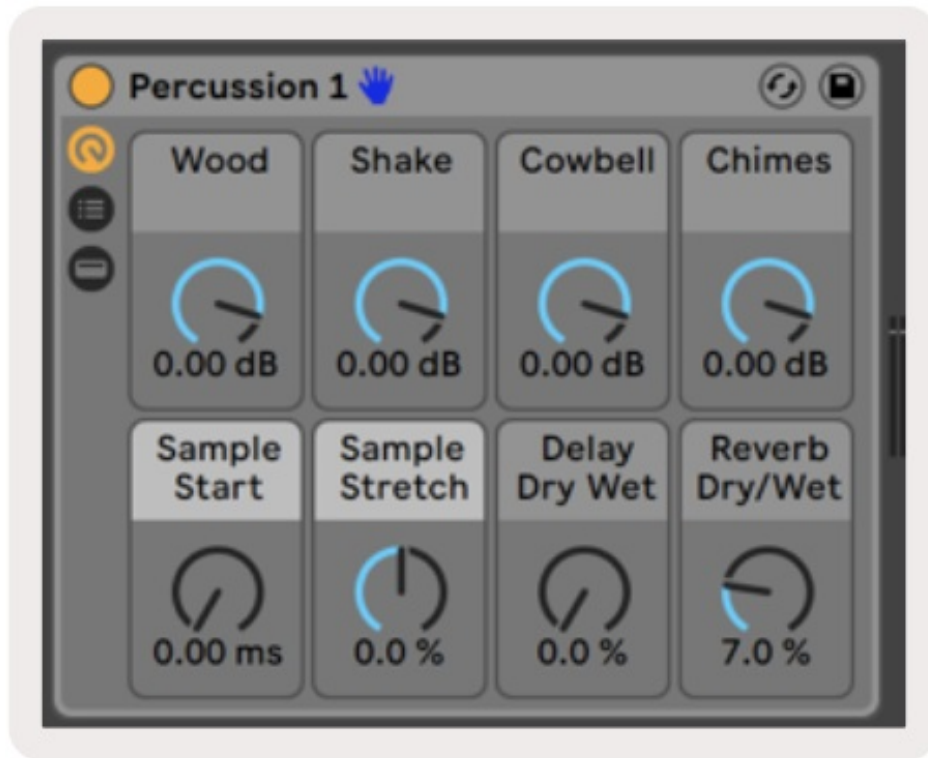 Percussion 1
Wood
Shake
Cowbell
Chimes
0.00 dB
0.00 dB
0.00 dB
0.00 dB
Sample
Start
Sample
Stretch
Delay
Dry Wet
Reverb
Dry/Wet
0.00 ms
0.0 %
0.0 %
7.0 %